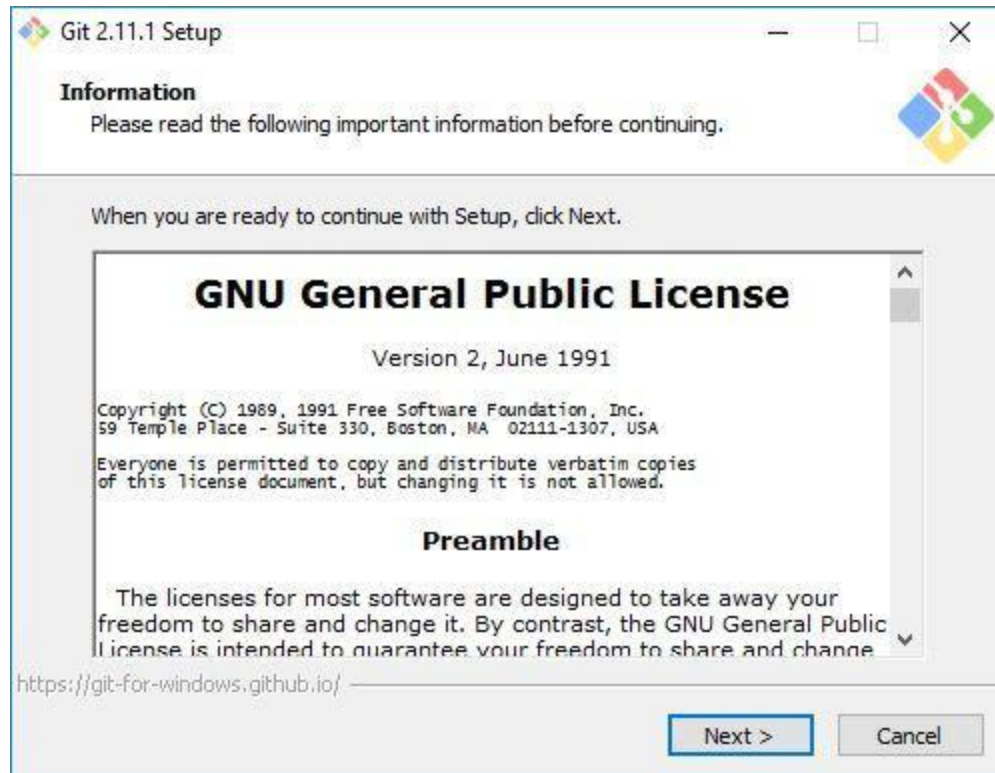 Git 2.11.1 Setup
Information
Please read the following important information before continuing.
When you are ready to continue with Setup, click Next.
GNU General Public License
Version 2, June 1991
Copyright (C) 1989, 1991 Free Software Foundation, Inc.
59 Temple Place - Suite 330, Boston, MA  02111-1307, USA
Everyone is permitted to copy and distribute verbatim copies
of this license document, but changing it is not allowed.
Preamble
The licenses for most software are designed to take away your
freedom to share and change it. By contrast, the GNU General Public
License is intended to guarantee your freedom to share and change
https://git-for-windows.github.io/
Next >
Cancel